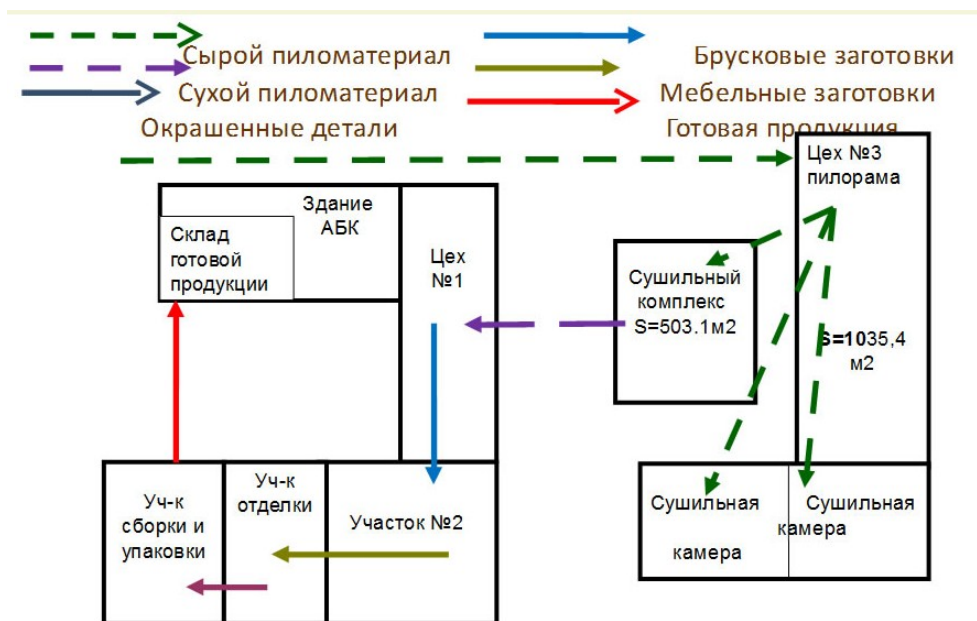 Сырой пиломатериал
Брусковые заготовки
Сухой пиломатериал
Мебельные заготовки
Окрашенные детали
Готовая продукция
Цех №3
пилорама
Здание
АБК
Склад
готовой
продукции
Цех
№1
Сушильный
комплекс
S=503.1м2
S=1035,4
м2
Уч-к
сборки и
упаковки
Уч-к
отделки
Участок №2
Сушильная
камера
Сушильная
камера